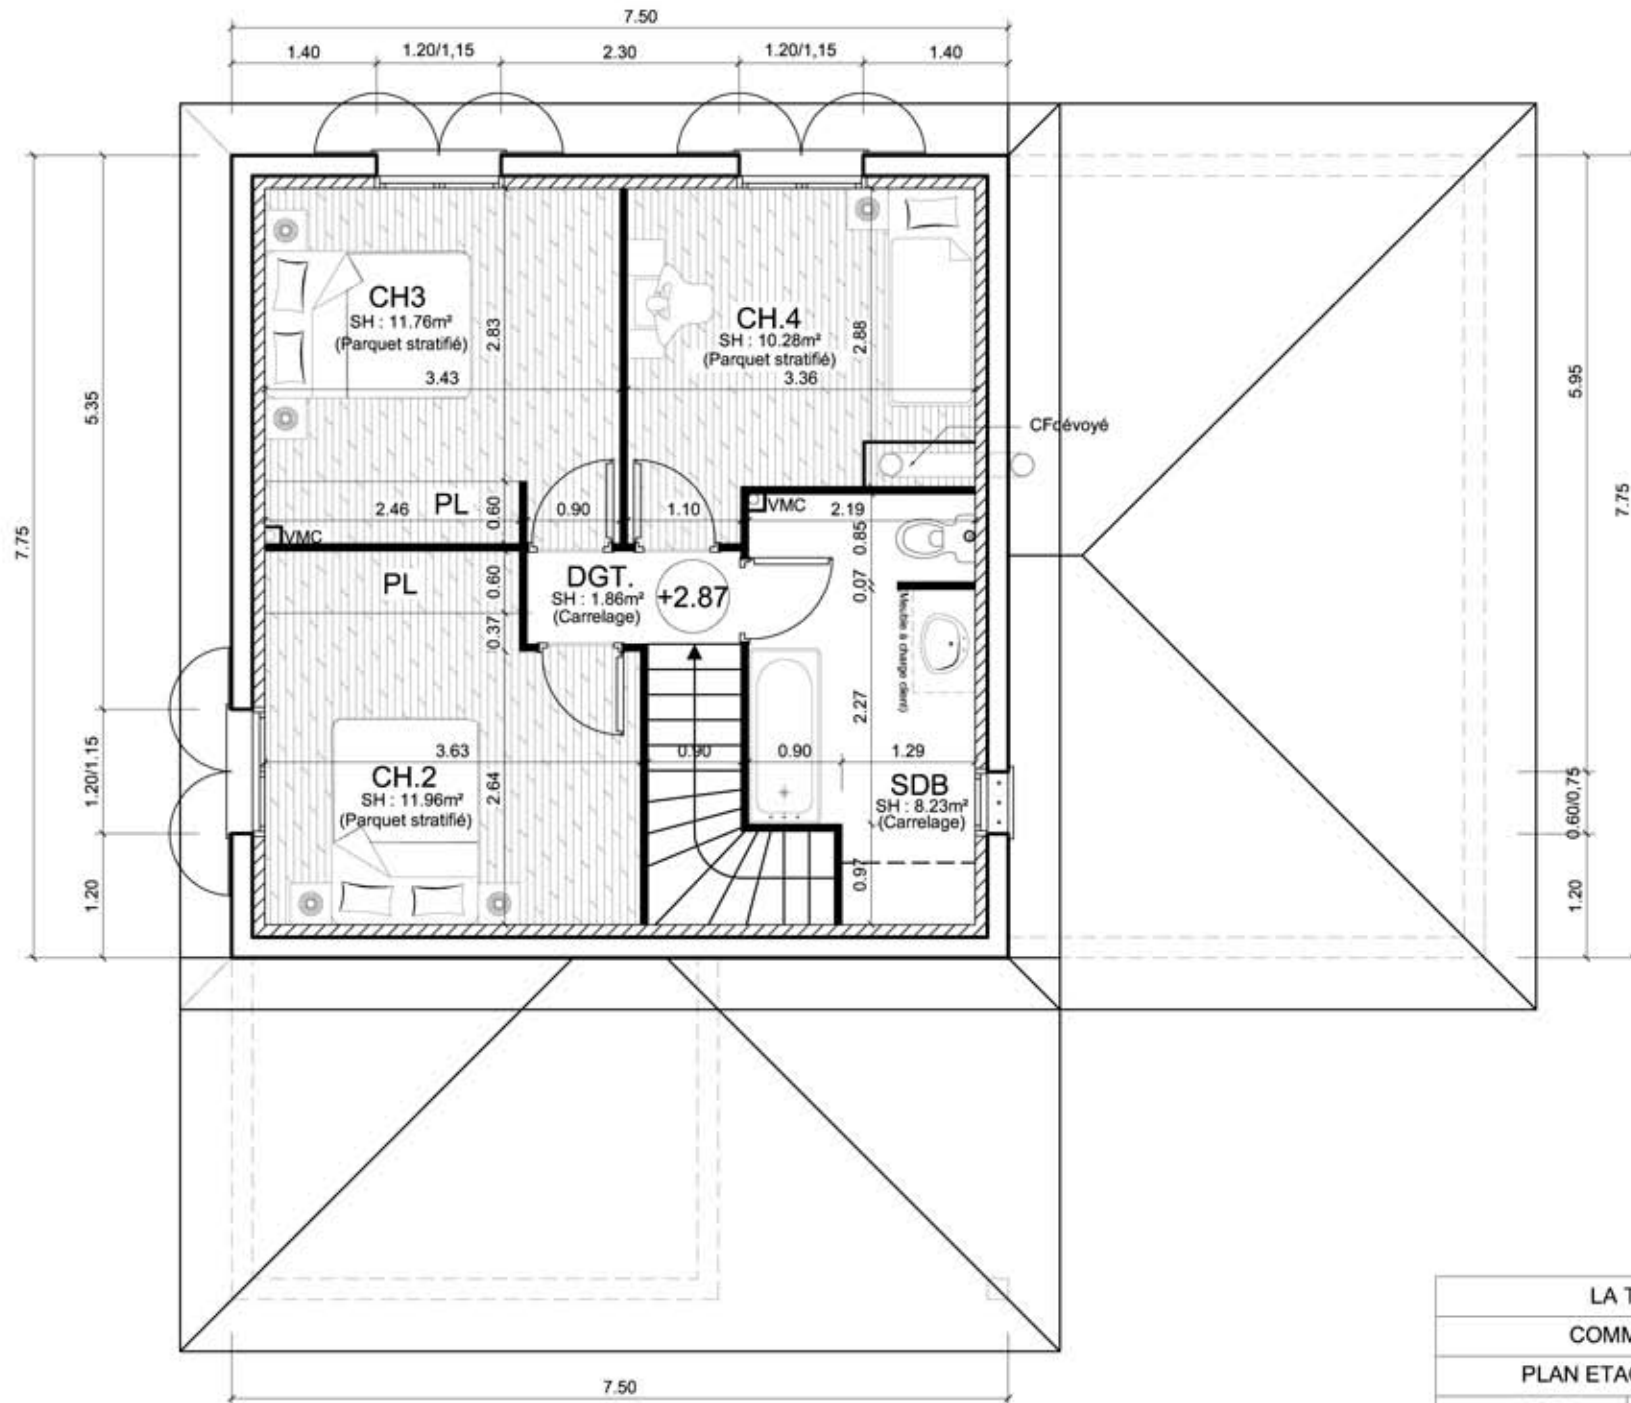 7.50
1.40 1.20/1,15 2.30 1.20/1,15 1.40
CH3
SH : 11.76m²
(Parquet stratifié)
2.83
3.43
CH.4
SH : 10.28m²
(Parquet stratifié)
2.88
3.36
CFdévoyé
5.35
5.95
7.75
7.75
PL
2.46
0.60
0.90
1.10
VMC
2.19
0.85
VMC
PL
0.60
0.37
DGT.
SH : 1.86m²
(Carrelage)
+2.87
0.07
Meuble à charge client)
2.27
3.63
0.90
0.90
1.29
CH.2
SH : 11.96m²
(Parquet stratifié)
2.64
SDB
SH : 8.23m²
(Carrelage)
0.97
1.20/1.15
1.20
0.60/0,75
1.20
7.50
LA
COMM
PLAN ETA